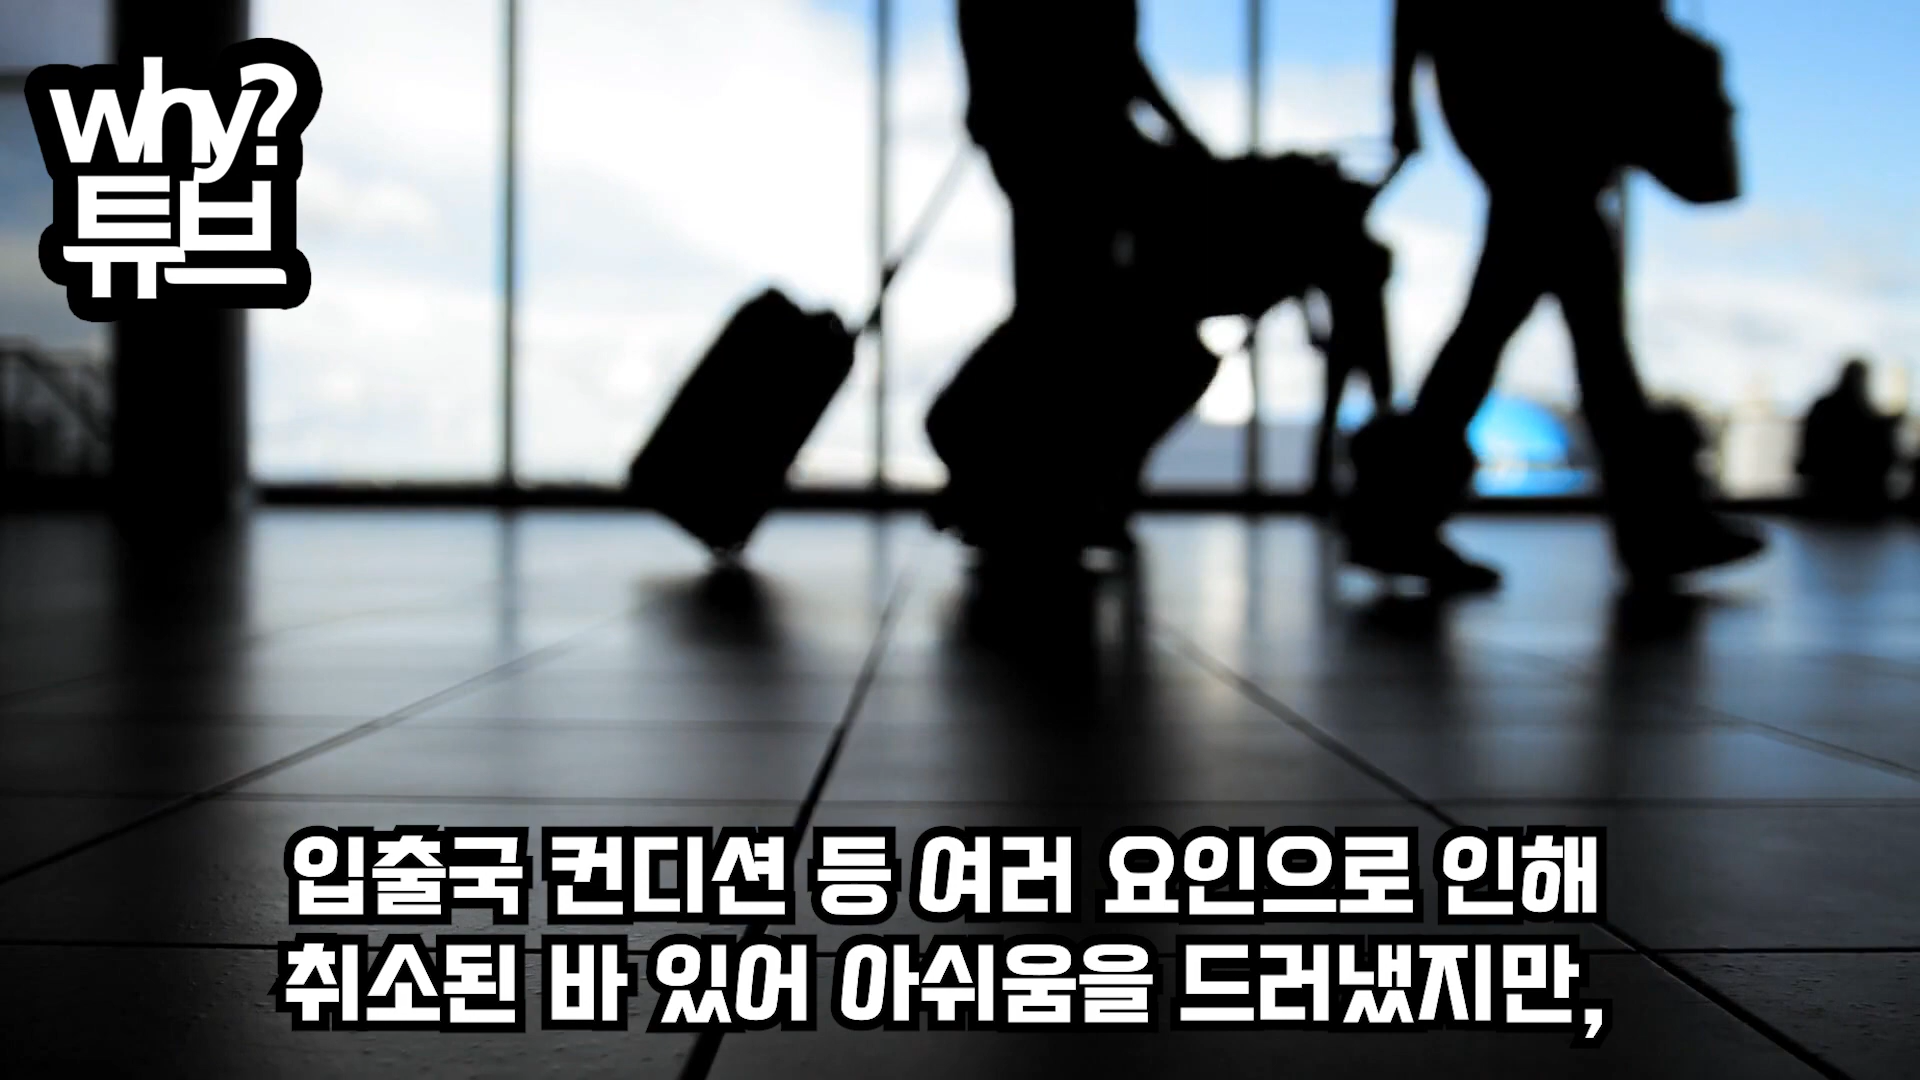 why?
튜브
입출국 컨디션 등 여러 요인으로 인해
취소된 바 있어 아쉬움을 드러냈지만,